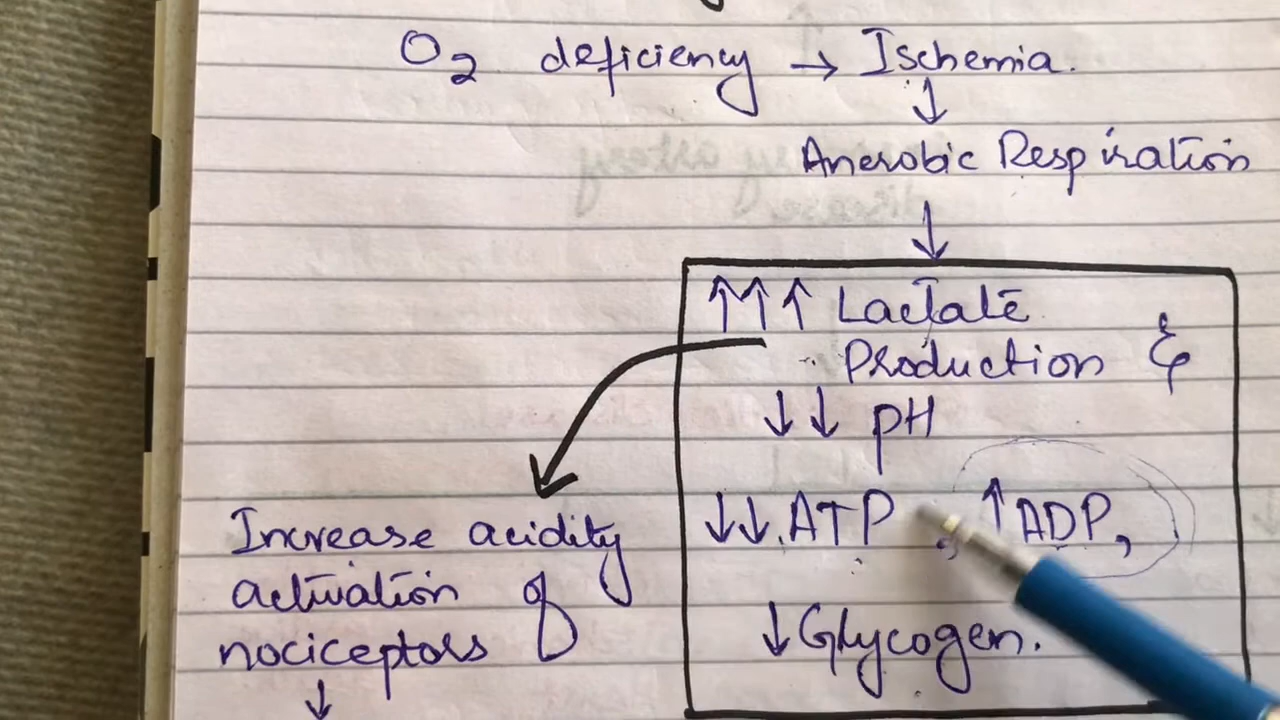 O2 deficiency → Ischemia.
↓
Anerobic Respiration
↓
↑↑↑ Lactate
Production &
↓↓ pH
↓↓ ATP, ↑ADP,
↓Glycogen.
Increase acidity
activation of
nociceptors
↓